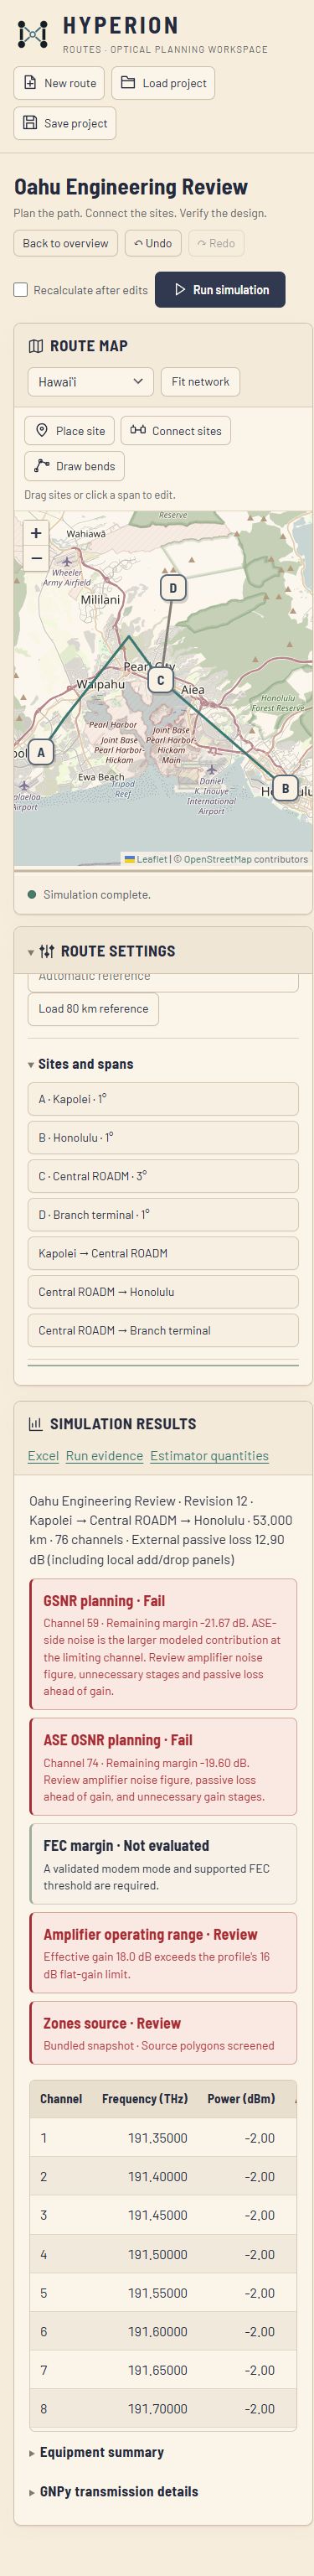 HYPERION
ROUTES · OPTICAL PLANNING WORKSPACE
New route
Load project
Save project
Oahu Engineering Review
Plan the path. Connect the sites. Verify the design.
Back to overview
↶ Undo
↷ Redo
Recalculate after edits
Run simulation
ROUTE MAP
Hawai'i
Fit network
Place site
Connect sites
Draw bends
Drag sites or click a span to edit.
Reserve
+
−
Wahiawā
Wheeler
Army Airfield
Mililani
D
Pearl City
C
Waipahu
Aiea
Honolulu
Forest Reserve
Pearl Harbor
Joint Base
Pearl Harbor-
Hickam
Joint Base
Pearl Harbor-
Hickam
Main
A
Ewa Beach
Tripod
Reef
Daniel
K. Inouye
International
Airport
B
Airport
Leaflet | © OpenStreetMap contributors
Simulation complete.
▾ ROUTE SETTINGS
Automatic reference
Load 80 km reference
▾ Sites and spans
A · Kapolei · 1°
B · Honolulu · 1°
C · Central ROADM · 3°
D · Branch terminal · 1°
Kapolei → Central ROADM
Central ROADM → Honolulu
Central ROADM → Branch terminal
SIMULATION RESULTS
Excel Run evidence Estimator quantities
Oahu Engineering Review · Revision 12 ·
Kapolei → Central ROADM → Honolulu · 53.000
km · 76 channels · External passive loss 12.90
dB (including local add/drop panels)
GSNR planning · Fail
Channel 59 · Remaining margin -21.67 dB. ASE-
side noise is the larger modeled contribution at
the limiting channel. Review amplifier noise
figure, unnecessary stages and passive loss
ahead of gain.
ASE OSNR planning · Fail
Channel 74 · Remaining margin -19.60 dB.
Review amplifier noise figure, passive loss
ahead of gain, and unnecessary gain stages.
FEC margin · Not evaluated
A validated modem mode and supported FEC
threshold are required.
Amplifier operating range · Review
Effective gain 18.0 dB exceeds the profile's 16
dB flat-gain limit.
Zones source · Review
Bundled snapshot · Source polygons screened
Channel Frequency (THz) Power (dBm)
1 191.35000 -2.00
2 191.40000 -2.00
3 191.45000 -2.00
4 191.50000 -2.00
5 191.55000 -2.00
6 191.60000 -2.00
7 191.65000 -2.00
8 191.70000 -2.00
▸ Equipment summary
▸ GNPy transmission details